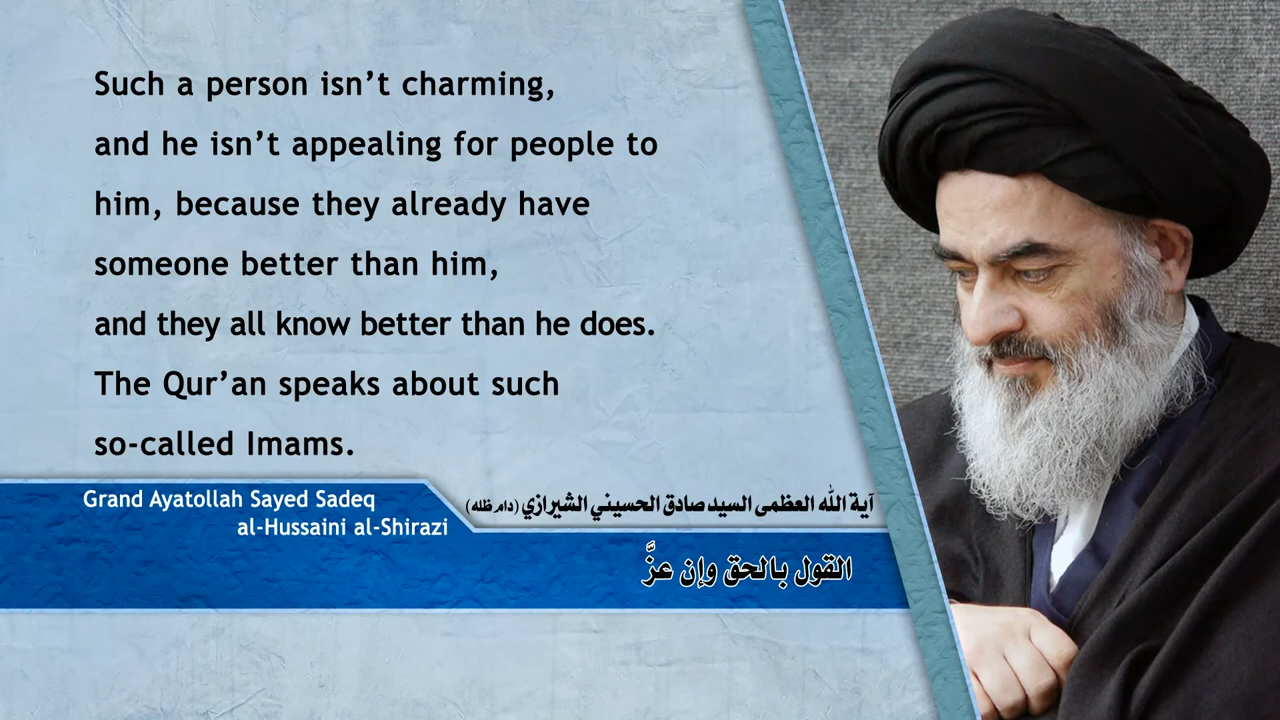 Such a person isn’t charming,
and he isn’t appealing for people to
him, because they already have
someone better than him,
and they all know better than he does.
The Qur’an speaks about such
so-called Imams.
Grand Ayatollah Sayed Sadeq
al-Hussaini al-Shirazi
آية الله العظمى السيد صادق الحسيني الشيرازي (دام ظله)
القول بالحق وإن عزَّ